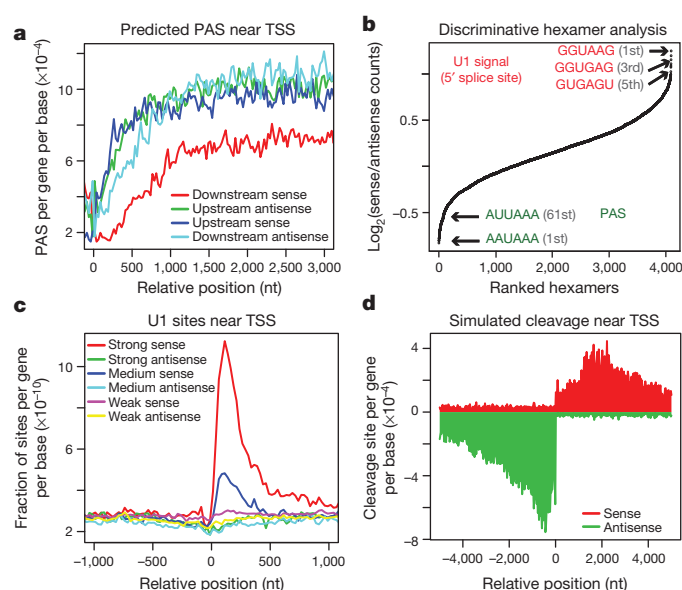 a
Predicted PAS near TSS
PAS per gene per base (×10⁻⁴)
10
6
2
Downstream sense
Upstream antisense
Upstream sense
Downstream antisense
0 500 1,000 1,500 2,000 2,500 3,000
Relative position (nt)
b
Discriminative hexamer analysis
Log₂(sense/antisense counts)
0.5
−0.5
U1 signal
(5′ splice site)
GGUAAG (1st)
GGUGAG (3rd)
GUGAGU (5th)
AUUAAA (61st) PAS
AAUAAA (1st)
0 1,000 2,000 3,000 4,000
Ranked hexamers
c
U1 sites near TSS
Fraction of sites per gene
per base (×10⁻¹⁰)
10
6
2
Strong sense
Strong antisense
Medium sense
Medium antisense
Weak sense
Weak antisense
−1,000 −500 0 500 1,000
Relative position (nt)
d
Simulated cleavage near TSS
Cleavage site per gene
per base (×10⁻⁴)
4
0
−4
−8
Sense
Antisense
−4,000 −2,000 0 2,000 4,000
Relative position (nt)